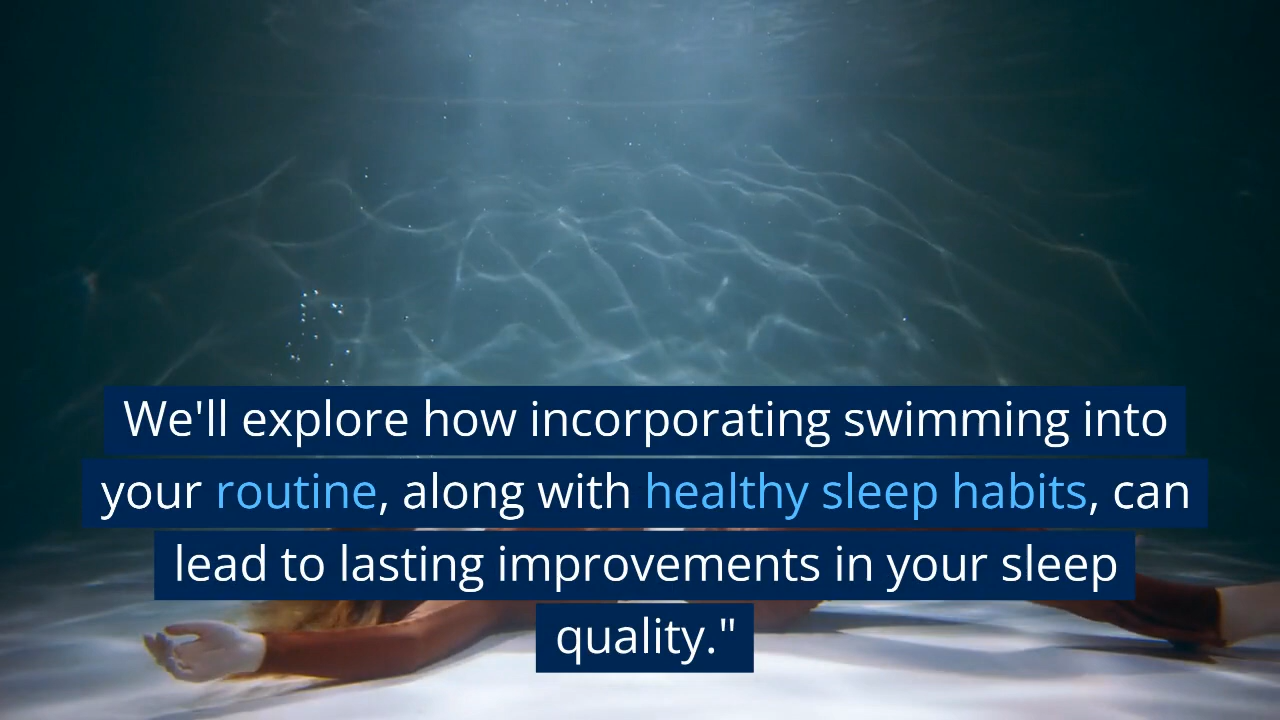 We'll explore how incorporating swimming into
your routine, along with healthy sleep habits, can
lead to lasting improvements in your sleep
quality."